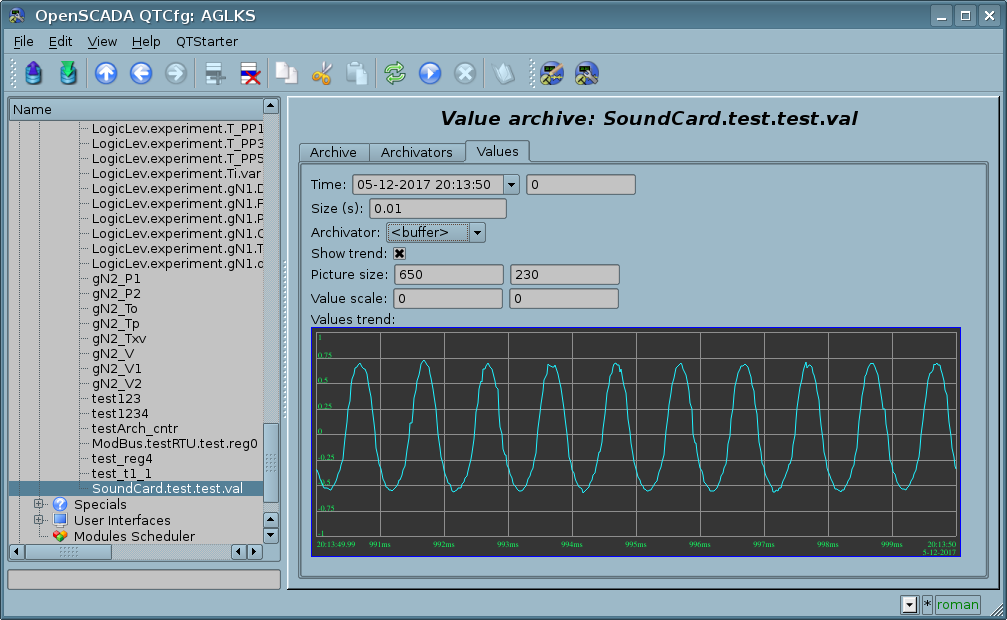 OpenSCADA QTCfg: AGLKS
File Edit View Help QTStarter
Name
LogicLev.experiment.T_PP1
LogicLev.experiment.T_PP3
LogicLev.experiment.T_PP5
LogicLev.experiment.Ti.var
LogicLev.experiment.gN1.
LogicLev.experiment.gN1.
LogicLev.experiment.gN1.
LogicLev.experiment.gN1.
LogicLev.experiment.gN1.
LogicLev.experiment.gN1.
gN2_P1
gN2_P2
gN2_To
gN2_Tp
gN2_Txv
gN2_V
gN2_V1
gN2_V2
test123
test1234
testArch_cntr
ModBus.testRTU.test.reg0
test_reg4
test_t1_1
SoundCard.test.test.val
Specials
User Interfaces
Modules Scheduler
Value archive: SoundCard.test.test.val
Archive Archivators Values
Time: 05-12-2017 20:13:50 0
Size (s): 0.01
Archivator: <buffer>
Show trend:
Picture size: 650 230
Value scale: 0 0
Values trend:
1
0.75
0.5
0.25
0
-0.25
-0.5
-0.75
-1
20:13:49.99 991ms 992ms 993ms 994ms 995ms 996ms 997ms 998ms 999ms 20:13:50
5-12-2017
* roman